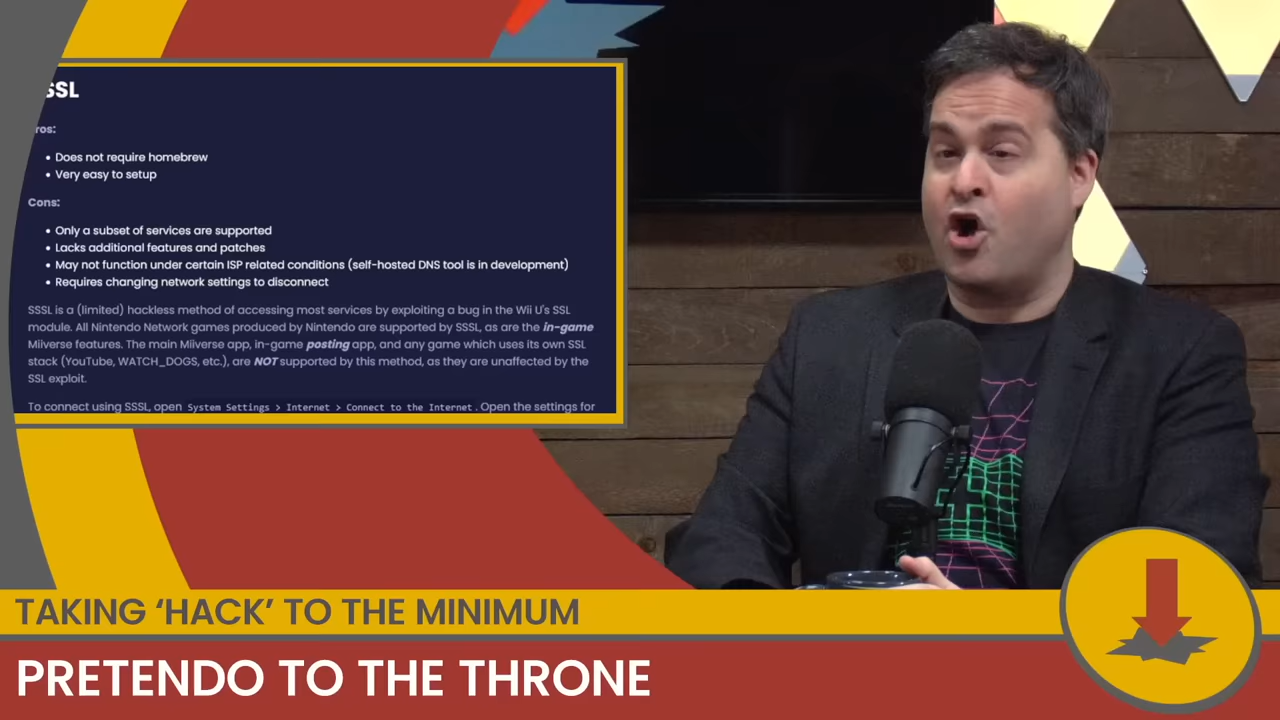 SSL
ros:
Does not require homebrew
Very easy to setup
Cons:
Only a subset of services are supported
Lacks additional features and patches
May not function under certain ISP related conditions (self-hosted DNS tool is in development)
Requires changing network settings to disconnect
SSSL is a (limited) hackless method of accessing most services by exploiting a bug in the Wii U's SSL
module. All Nintendo Network games produced by Nintendo are supported by SSSL, as are the in-game
Miiverse features. The main Miiverse app, in-game posting app, and any game which uses its own SSL
stack (YouTube, WATCH_DOGS, etc.), are NOT supported by this method, as they are unaffected by the
SSL exploit.
To connect using SSSL, open System Settings > Internet > Connect to the Internet. Open the settings for
TAKING ‘HACK’ TO THE MINIMUM
PRETENDO TO THE THRONE